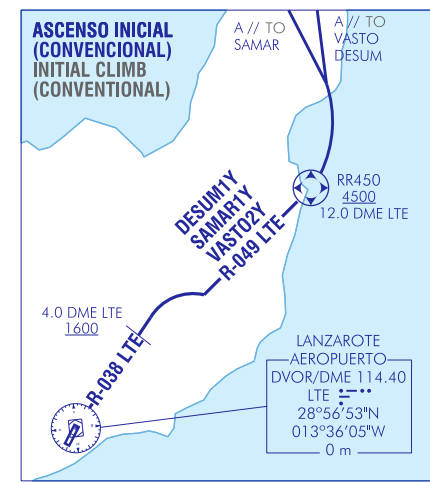 ASCENSO INICIAL
(CONVENCIONAL)
INITIAL CLIMB
(CONVENTIONAL)
A // TO
SAMAR
A // TO
VASTO
DESUM
RR450
4500
12.0 DME LTE
DESUM1Y
SAMAR1Y
VASTO2Y
R-049 LTE
4.0 DME LTE
1600
R-038 LTE
LANZAROTE
AEROPUERTO
DVOR/DME 114.40
LTE
28°56'53"N
013°36'05"W
0 m